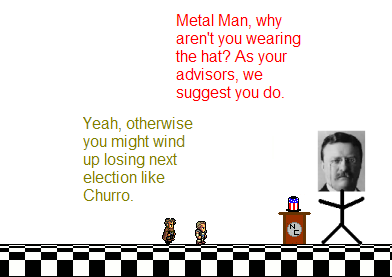 Metal Man, why
aren't you wearing
the hat? As your
advisors, we
suggest you do.
Yeah, otherwise
you might wind
up losing next
election like
Churro.